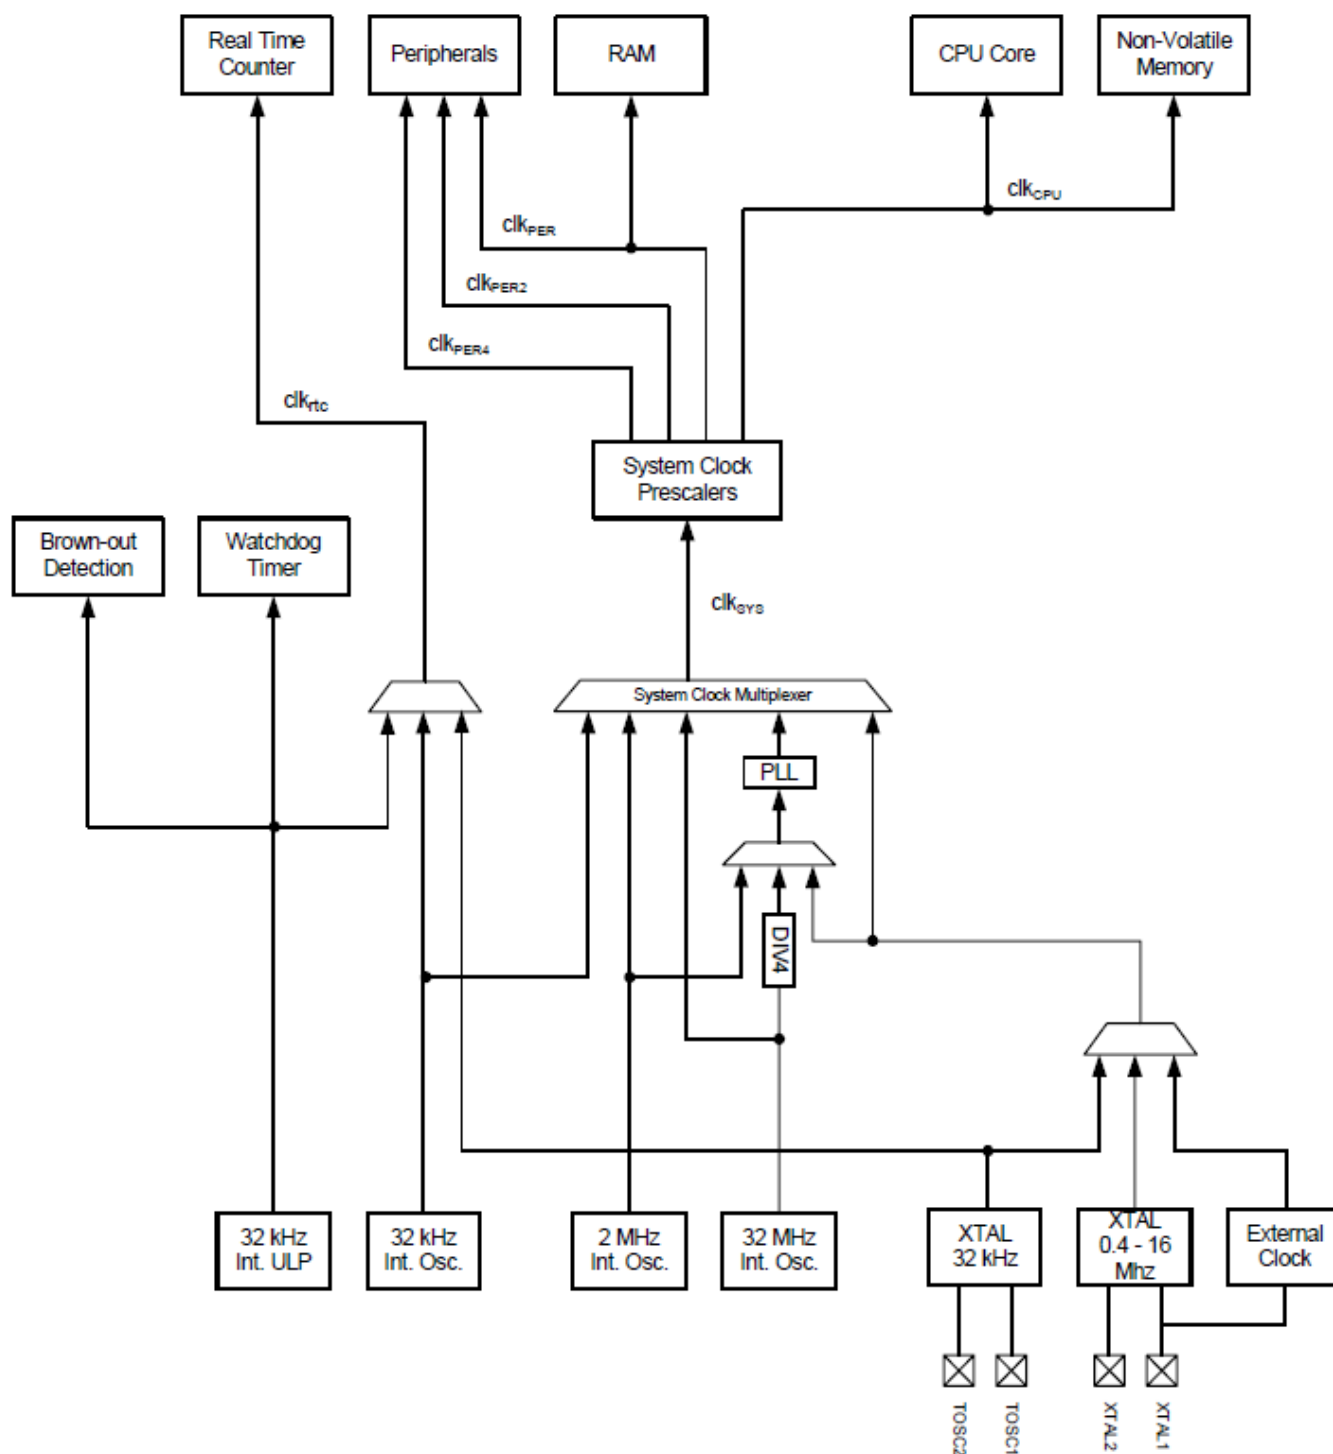 Real Time
Counter
Peripherals
RAM
CPU Core
Non-Volatile
Memory
clkCPU
clkPER
clkPER2
clkPER4
clkrtc
System Clock
Prescalers
Brown-out
Detection
Watchdog
Timer
clkSYS
System Clock Multiplexer
PLL
DIV4
32 kHz
Int. ULP
32 kHz
Int. Osc.
2 MHz
Int. Osc.
32 MHz
Int. Osc.
XTAL
32 kHz
XTAL
0.4 - 16
Mhz
External
Clock
TOSC2
TOSC1
XTAL2
XTAL1